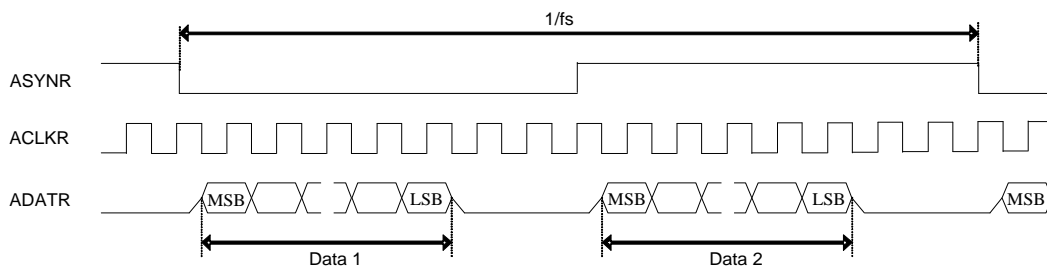 1/fs
ASYNR
ACLKR
ADATR MSB LSB MSB LSB MSB
Data 1 Data 2